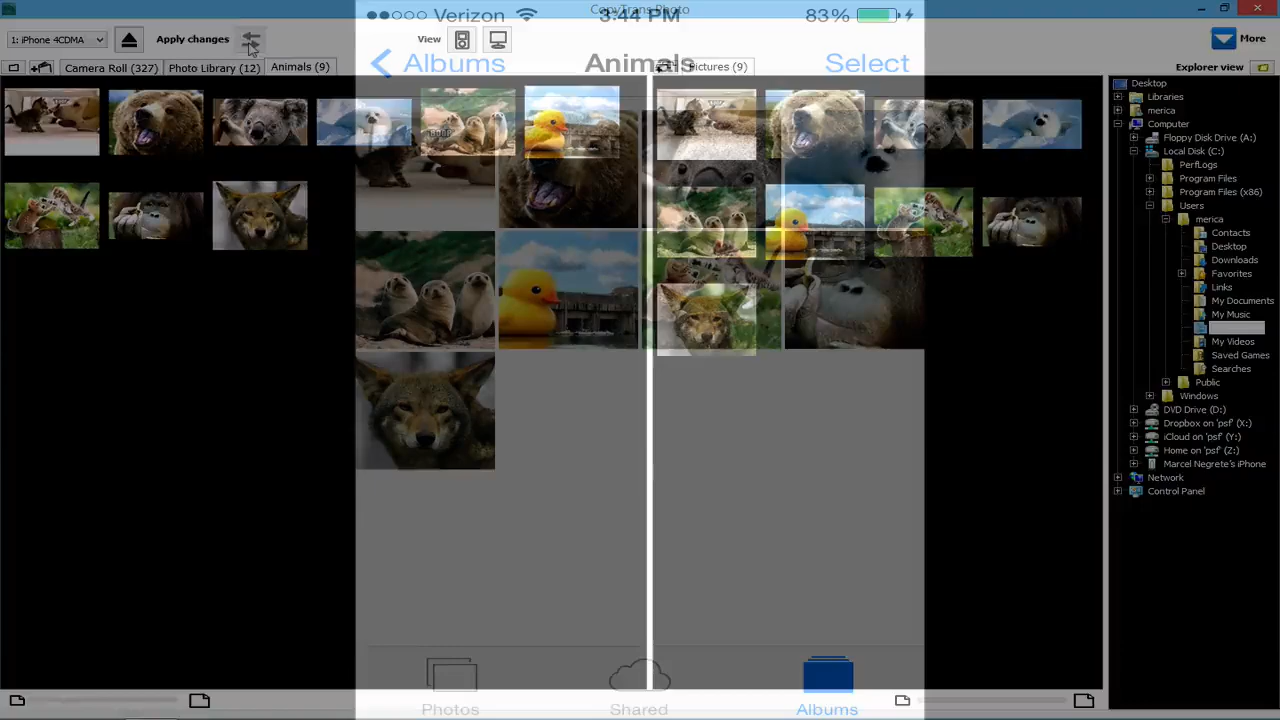 CopyTrans Photo
Verizon 3:44 PM 83%
1: iPhone 4CDMA Apply changes View More
Albums Animals Select
Camera Roll (327) Photo Library (12) Animals (9) Pictures (9) Explorer view
Desktop
Libraries
merica
Computer
Floppy Disk Drive (A:)
Local Disk (C:)
PerfLogs
Program Files
Program Files (x86)
Users
merica
Contacts
Desktop
Downloads
Favorites
Links
My Documents
My Music
My Videos
Saved Games
Searches
Public
Windows
DVD Drive (D:)
Dropbox on 'psf' (X:)
iCloud on 'psf' (Y:)
Home on 'psf' (Z:)
Marcel Negrete's iPhone
Network
Control Panel
Photos Shared Albums